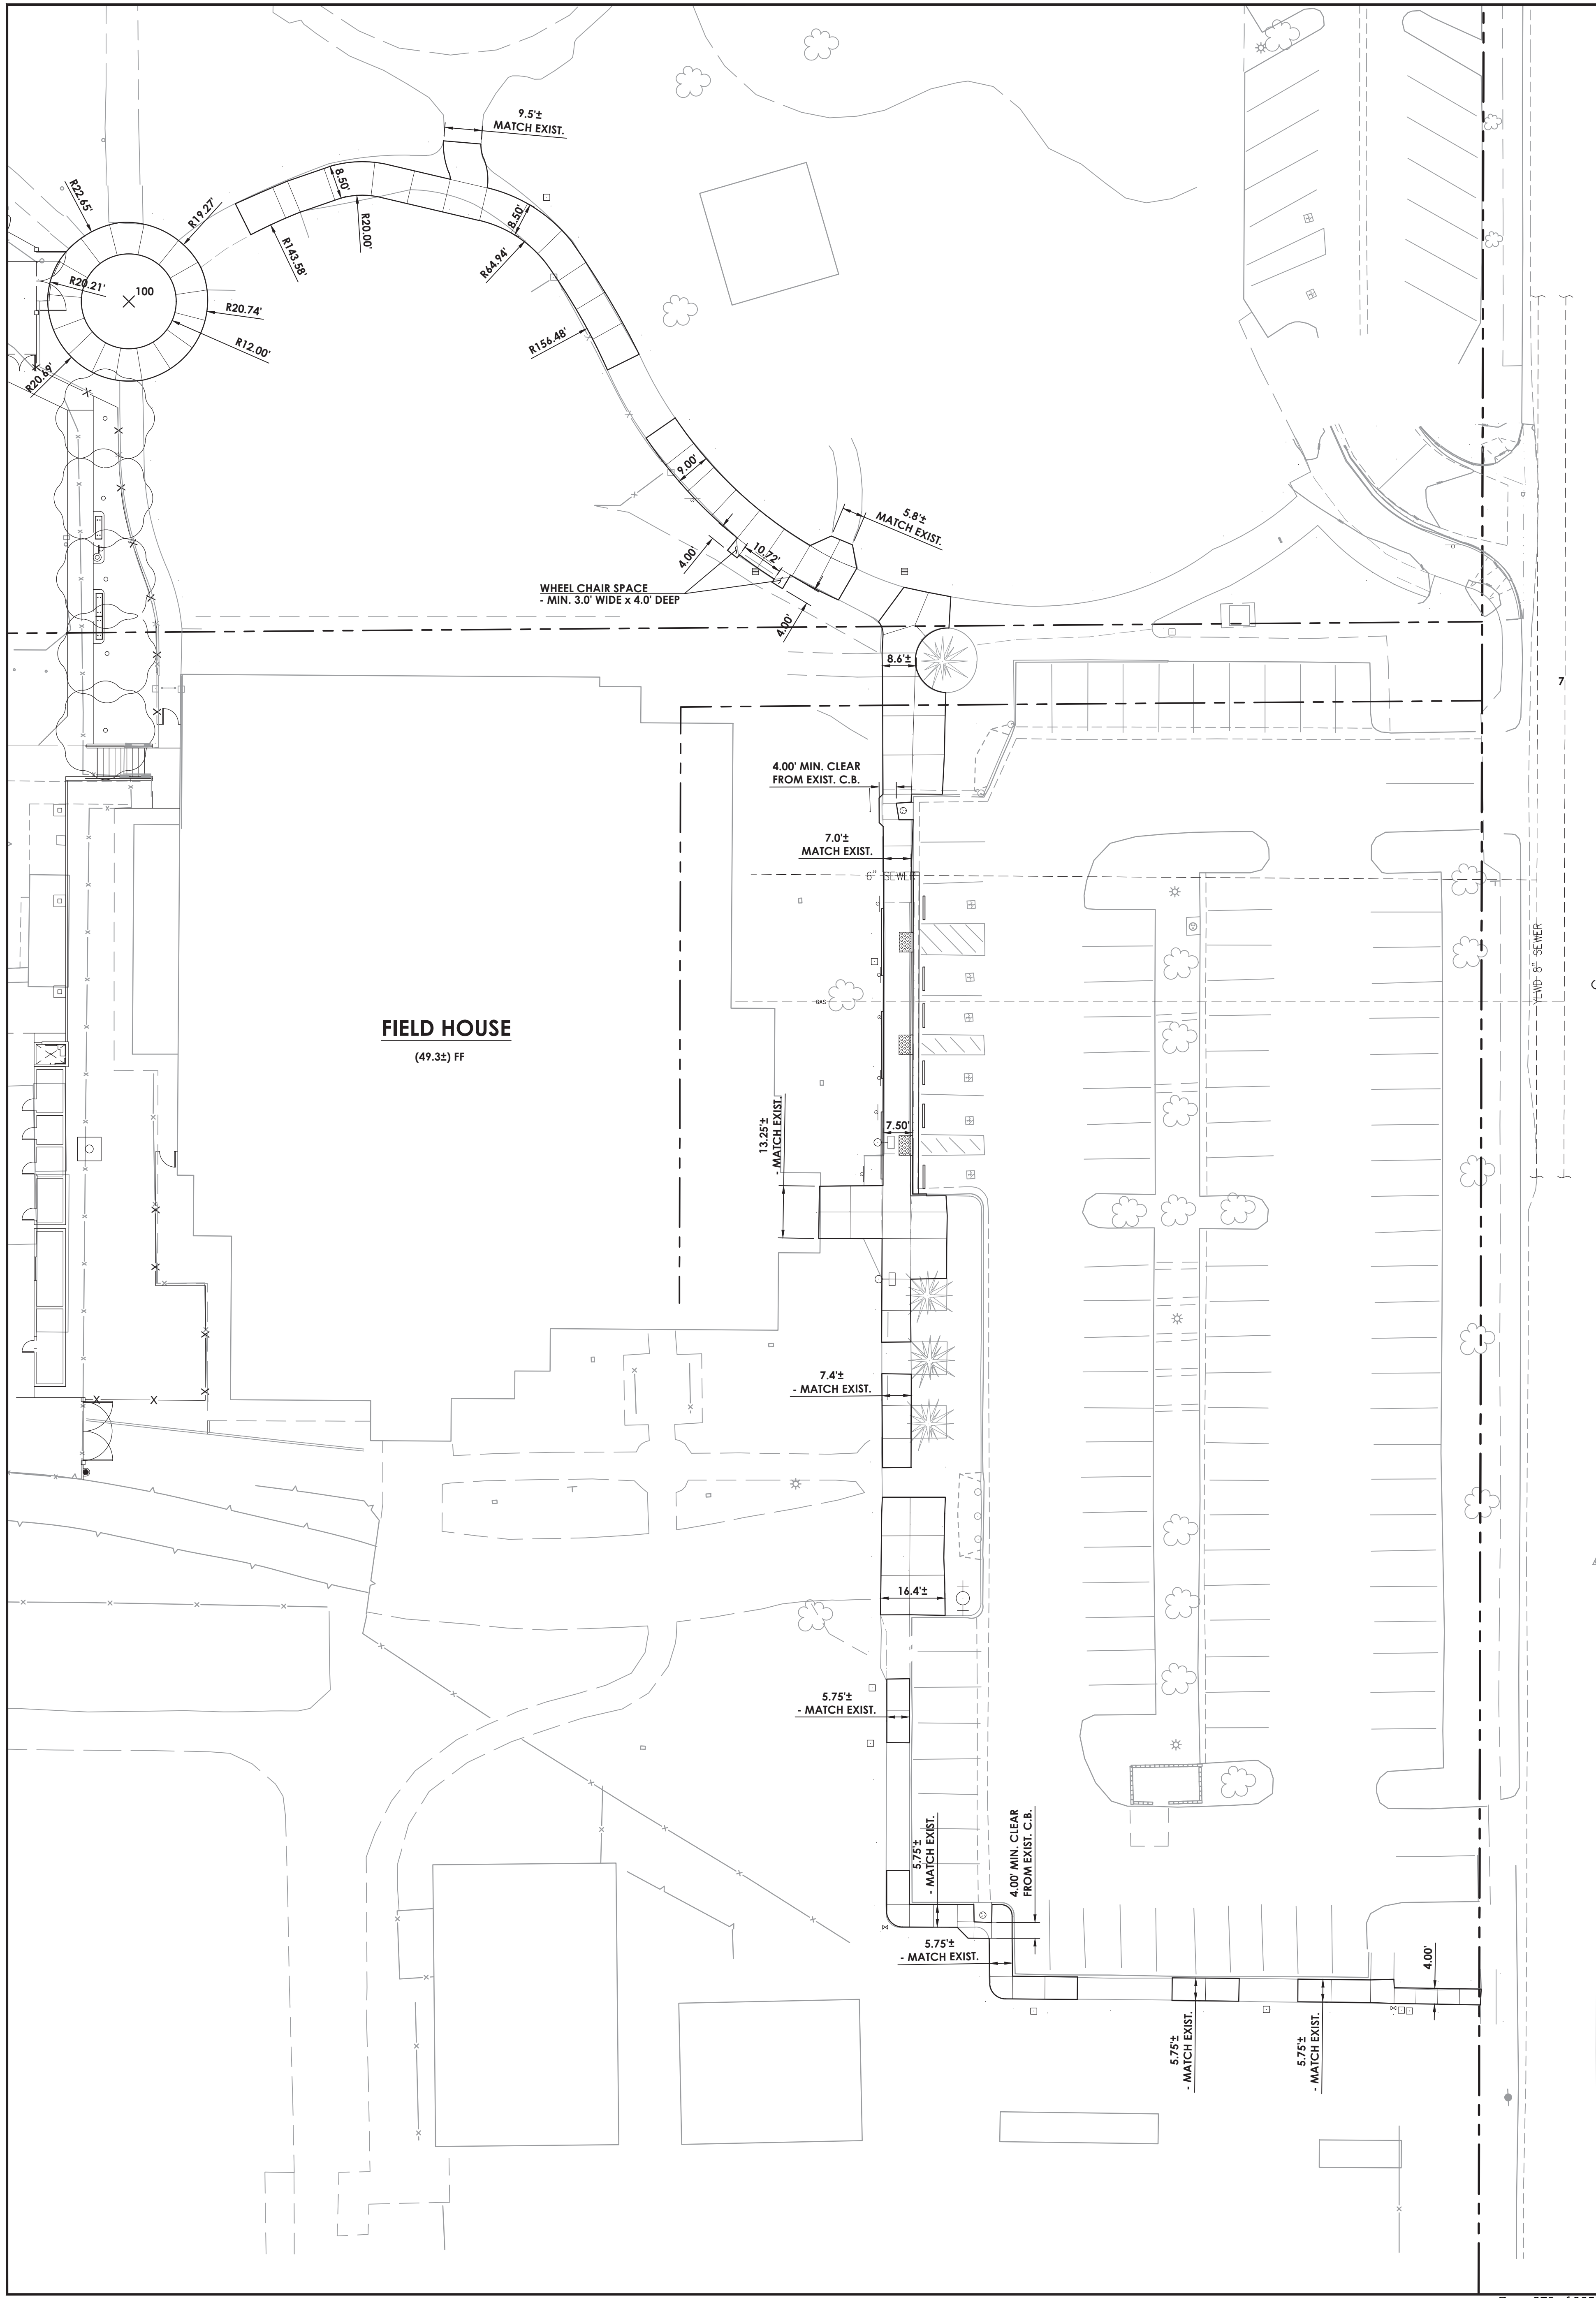 9.5'±
MATCH EXIST.
R22.65'
R19.27'
8.50'
R20.00'
R143.58'
8.50'
R64.94'
R20.21'
100
R20.74'
R12.00'
R156.48'
R20.69'
9.00'
5.8'±
MATCH EXIST.
4.00'
10.72'
WHEEL CHAIR SPACE
- MIN. 3.0' WIDE x 4.0' DEEP
4.00'
8.6'±
7
4.00' MIN. CLEAR
FROM EXIST. C.B.
7.0'±
MATCH EXIST.
6" SEWER
YLWD 8" SEWER
GAS
FIELD HOUSE
(49.3±) FF
13.25'±
- MATCH EXIST.
7.50'
7.4'±
- MATCH EXIST.
16.4'±
5.75'±
- MATCH EXIST.
5.75'±
- MATCH EXIST.
4.00' MIN. CLEAR
FROM EXIST. C.B.
5.75'±
- MATCH EXIST.
4.00'
5.75'±
- MATCH EXIST.
5.75'±
- MATCH EXIST.